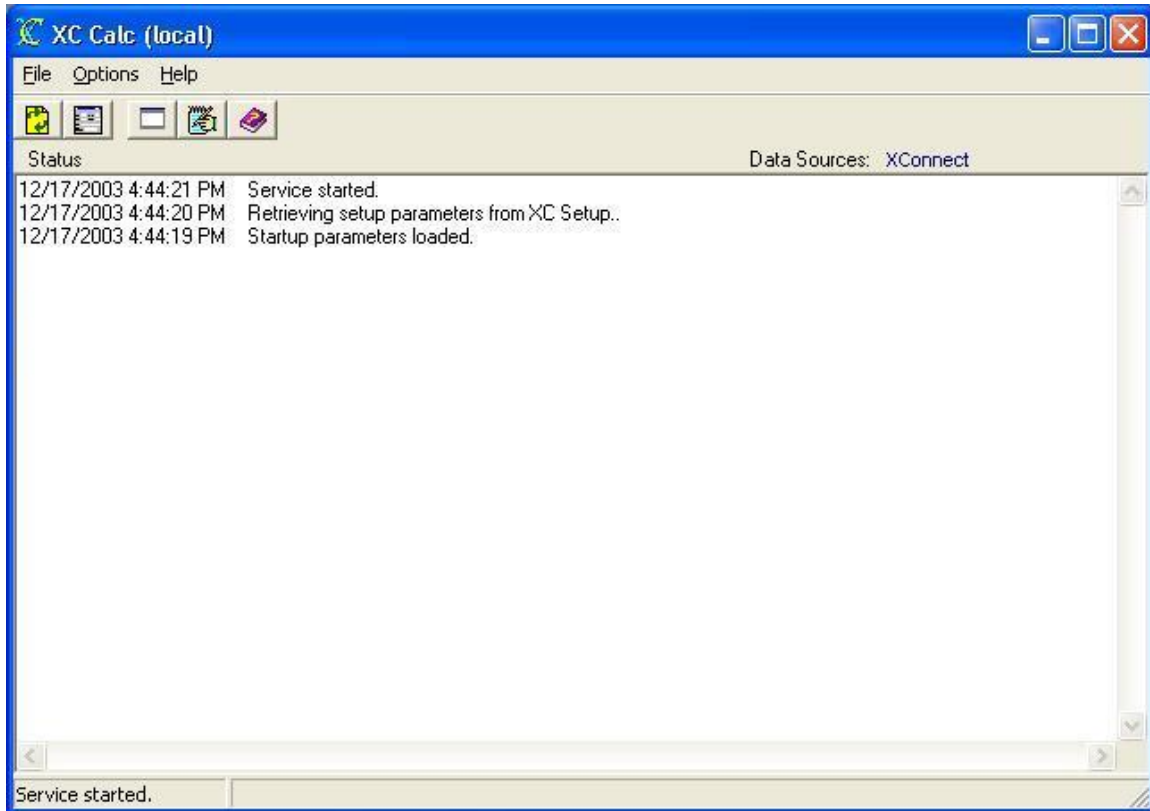 XC Calc (local)
File Options Help
Status Data Sources: XConnect
12/17/2003 4:44:21 PM Service started.
12/17/2003 4:44:20 PM Retrieving setup parameters from XC Setup..
12/17/2003 4:44:19 PM Startup parameters loaded.
Service started.